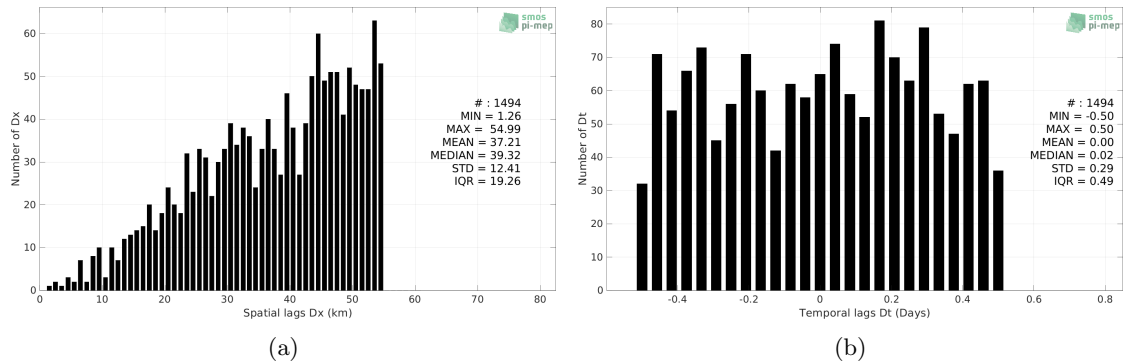 smos
pi-mep
60
50
40
30
20
10
0
Number of Dx
# : 1494
MIN = 1.26
MAX = 54.99
MEAN = 37.21
MEDIAN = 39.32
STD = 12.41
IQR = 19.26
0 10 20 30 40 50 60 70 80
Spatial lags Dx (km)
(a)
smos
pi-mep
80
70
60
50
40
30
20
10
0
Number of Dt
# : 1494
MIN = -0.50
MAX = 0.50
MEAN = 0.00
MEDIAN = 0.02
STD = 0.29
IQR = 0.49
-0.4 -0.2 0 0.2 0.4 0.6 0.8
Temporal lags Dt (Days)
(b)